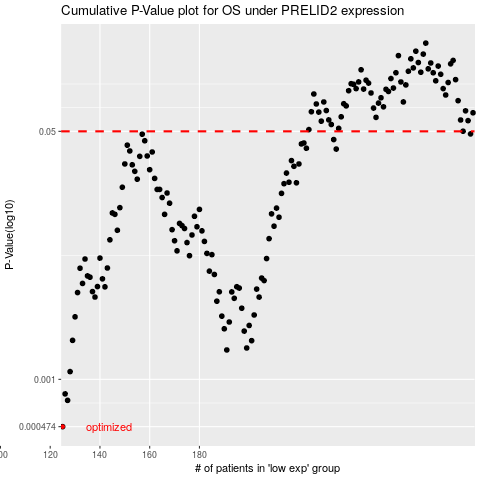 Cumulative P-Value plot for OS under PRELID2 expression
P-Value(log10)
0.05
0.001
0.000474
optimized
00 120 140 160 180
# of patients in 'low exp' group